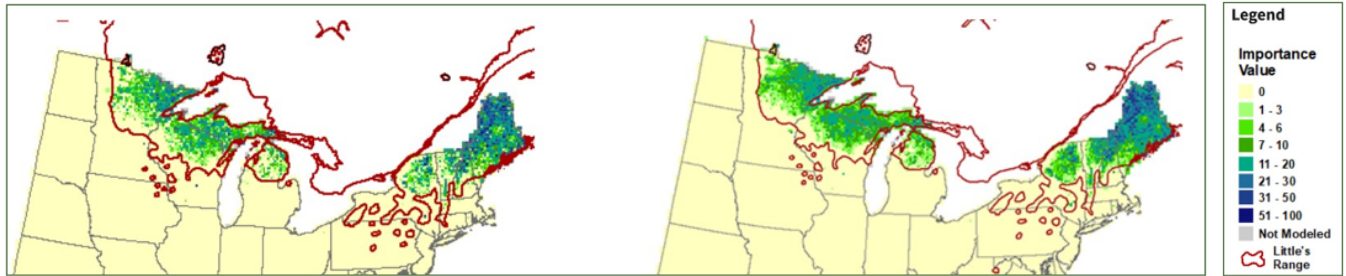 Legend
Importance
Value
0
1 - 3
4 - 6
7 - 10
11 - 20
21 - 30
31 - 50
51 - 100
Not Modeled
Little's
Range